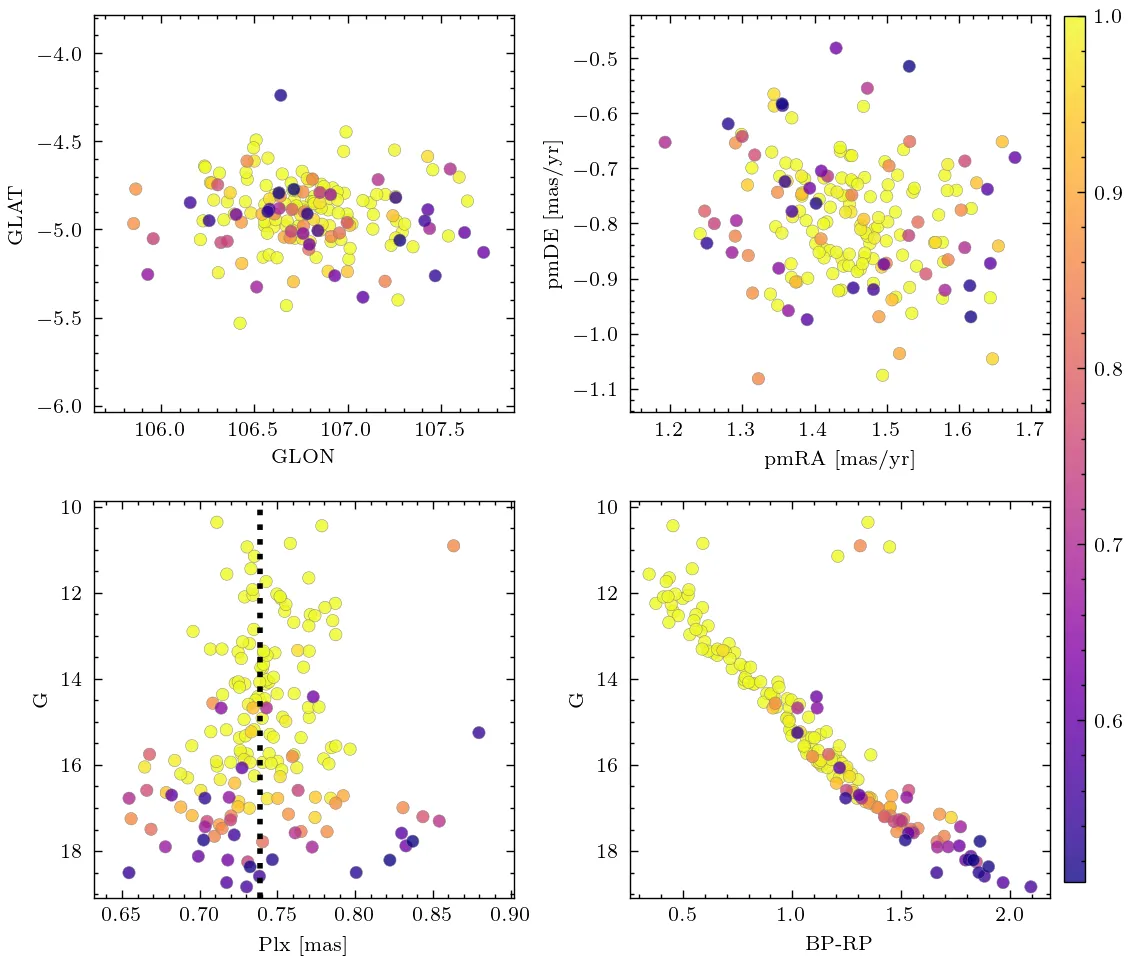 −4.0
−4.5
−5.0
−5.5
−6.0
GLAT
106.0 106.5 107.0 107.5
GLON
−0.5
−0.6
−0.7
−0.8
−0.9
−1.0
−1.1
pmDE [mas/yr]
1.2 1.3 1.4 1.5 1.6 1.7
pmRA [mas/yr]
10
12
14
16
18
G
0.65 0.70 0.75 0.80 0.85 0.90
Plx [mas]
10
12
14
16
18
G
0.5 1.0 1.5 2.0
BP-RP
1.0
0.9
0.8
0.7
0.6